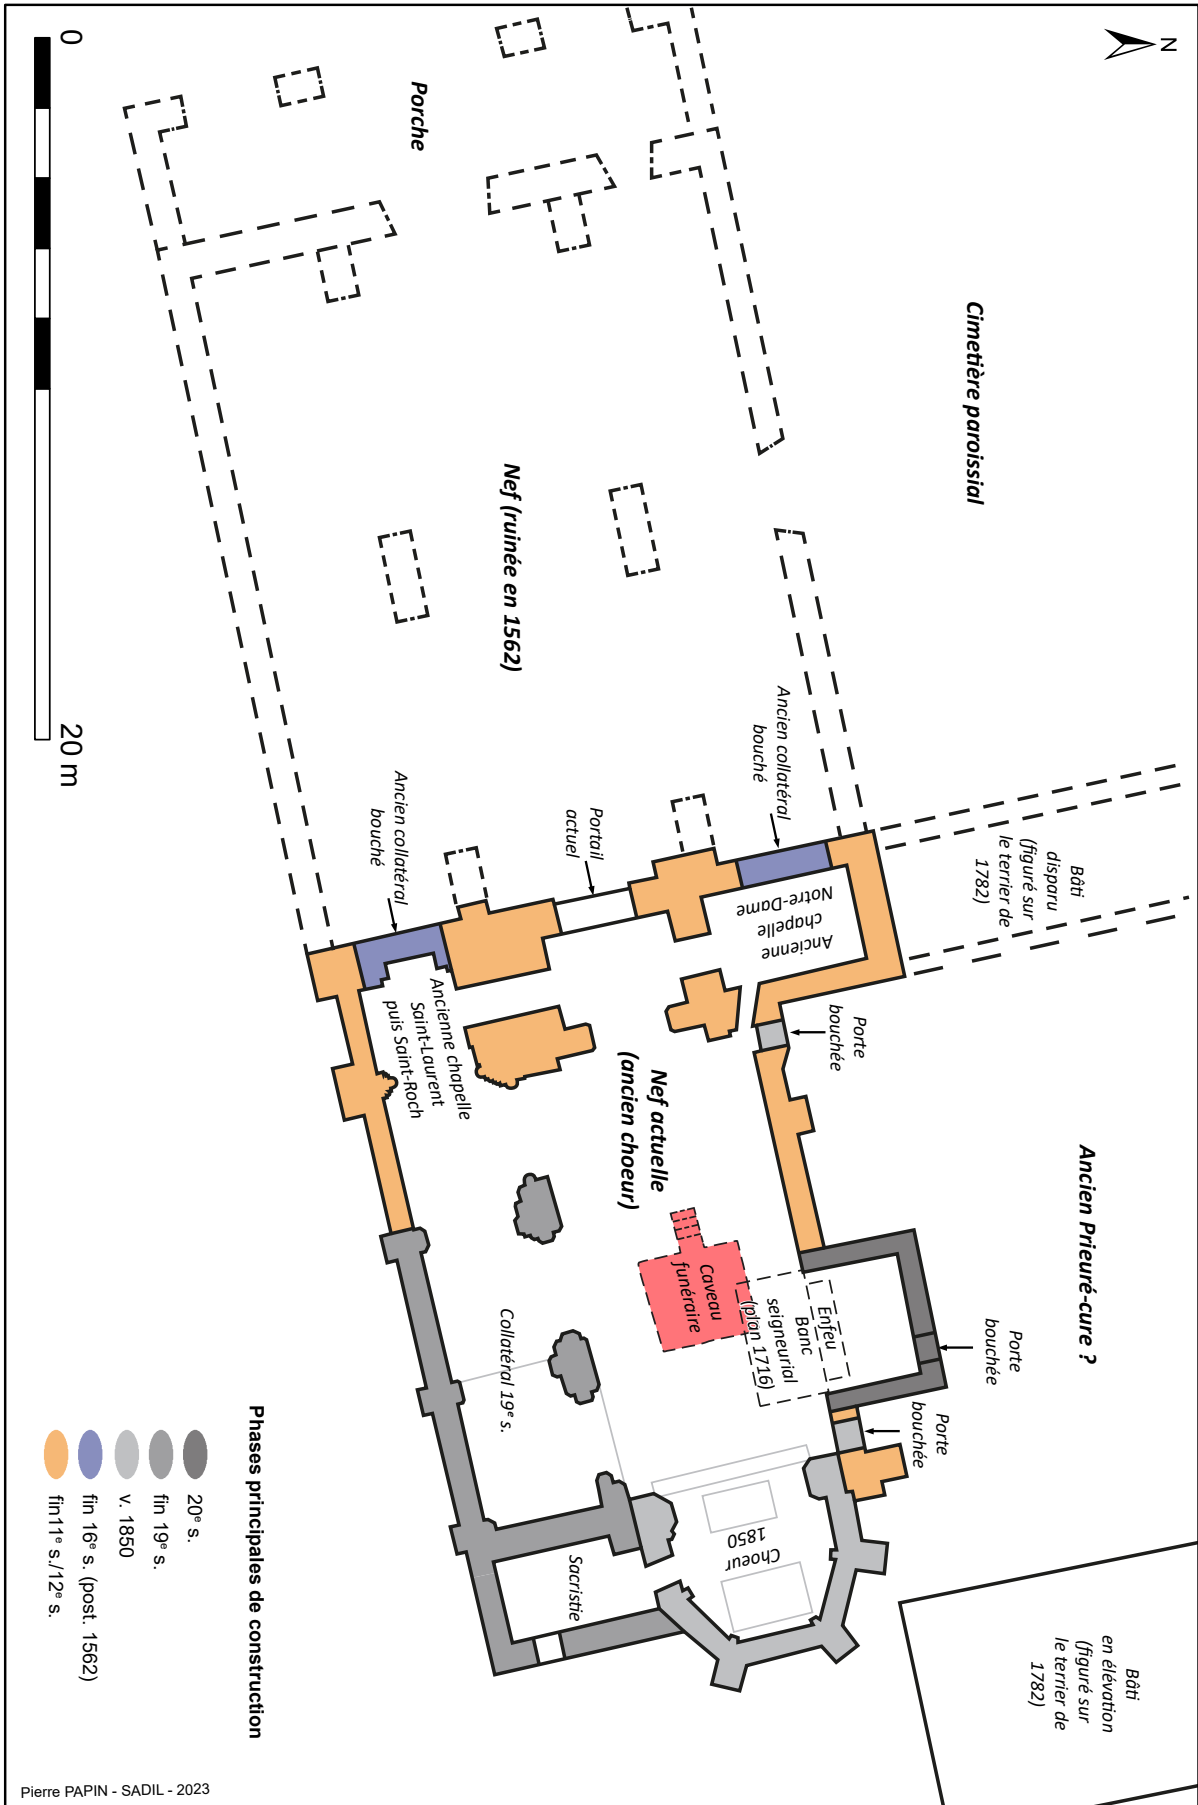 N
0
20 m
Porche
Cimetière paroissial
Nef (ruinée en 1562)
Ancien collatéral
bouché
Ancien collatéral
bouché
Portail
actuel
Bâti
disparu
(figuré sur
le terrier de
1782)
Ancienne
chapelle
Notre-Dame
Ancienne chapelle
Saint-Laurent
puis Saint-Roch
Porte
bouchée
Nef actuelle
(ancien choeur)
Ancien Prieuré-cure ?
Caveau
funéraire
Enfeu
Banc
seigneurial
(plan 1716)
Porte
bouchée
Porte
bouchée
Collatéral 19e s.
Choeur
1850
Sacristie
Bâti
en élévation
(figuré sur
le terrier de
1782)
Phases principales de construction
20e s.
fin 19e s.
v. 1850
fin 16e s. (post. 1562)
fin11e s./12e s.
Pierre PAPIN - SADIL - 2023